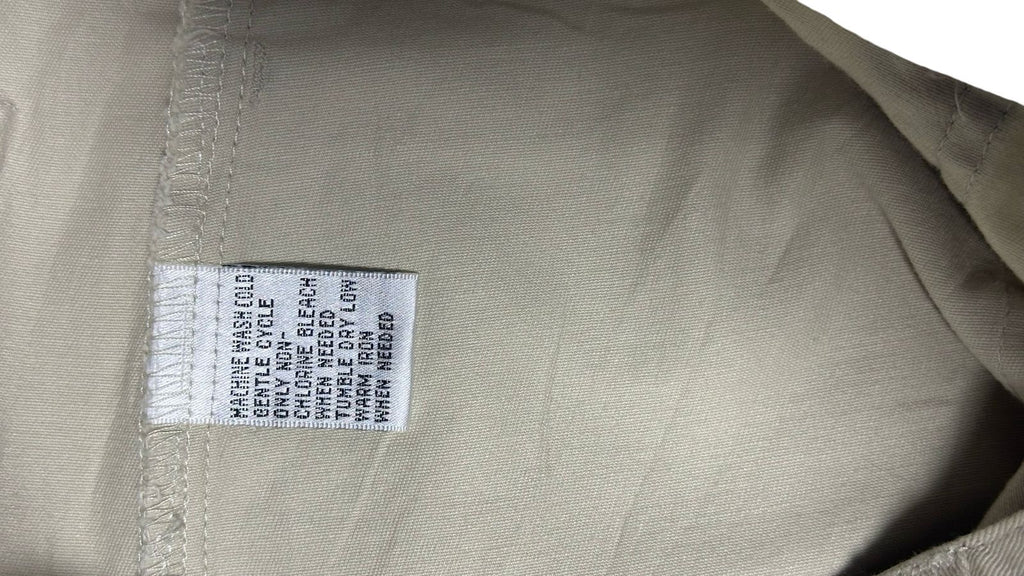 MACHINE WASH COLD
GENTLE CYCLE
ONLY NON-
CHLORINE BLEACH
WHEN NEEDED
TUMBLE DRY LOW
WARM IRON
WHEN NEEDED